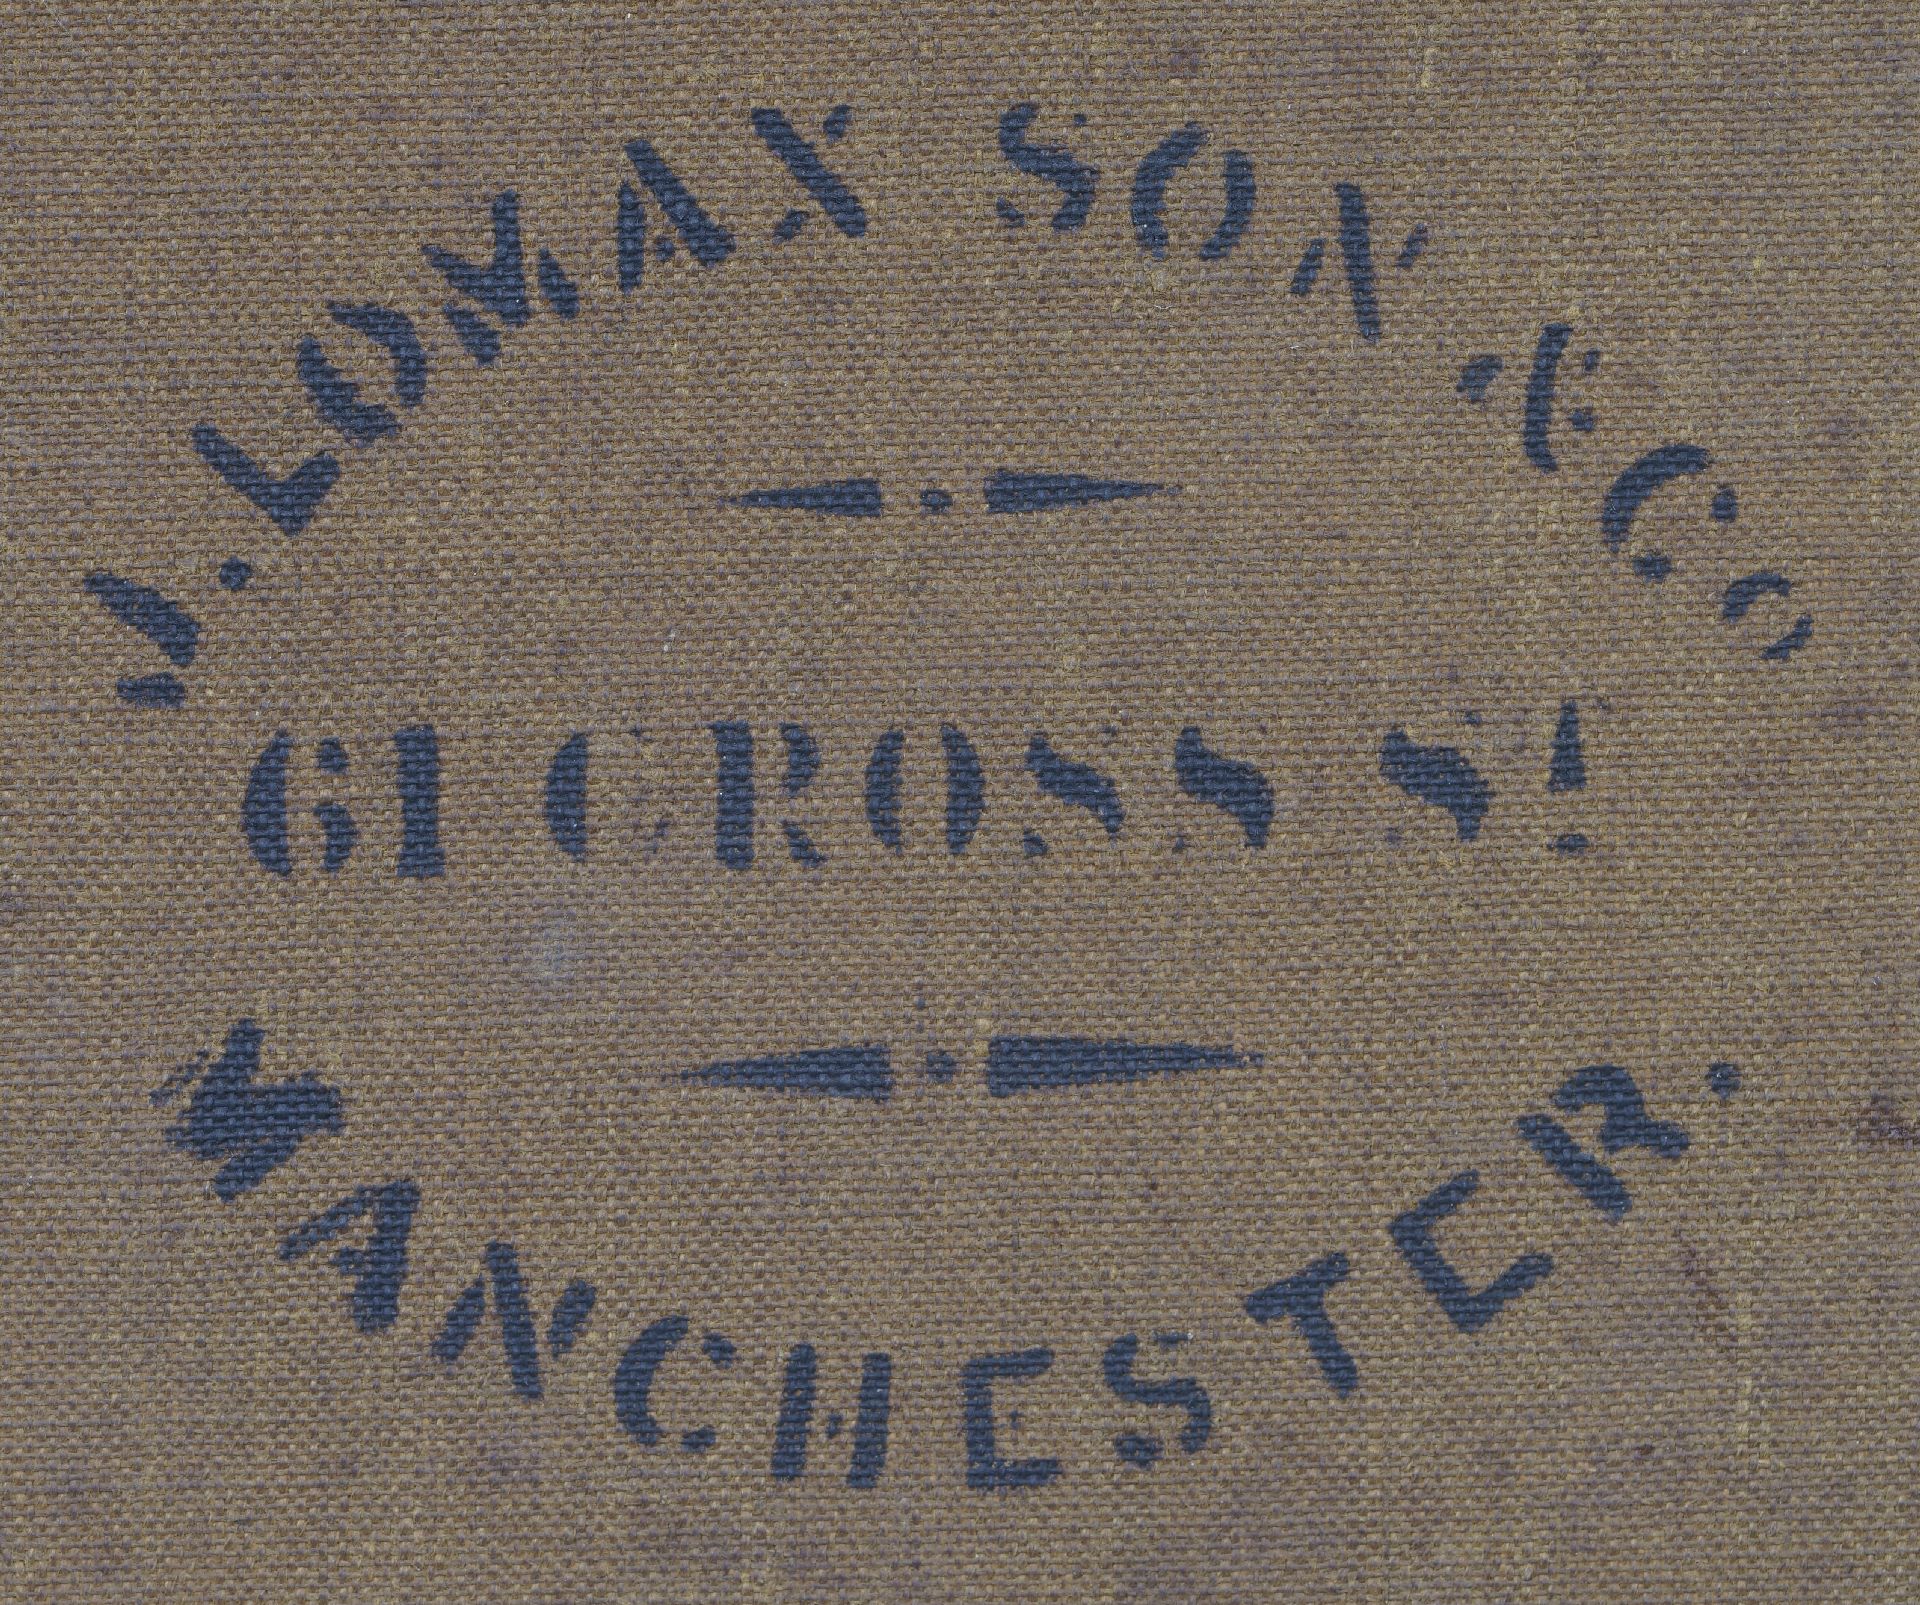 J. LOMAX SON & Co
61 CROSS St
MANCHESTER.